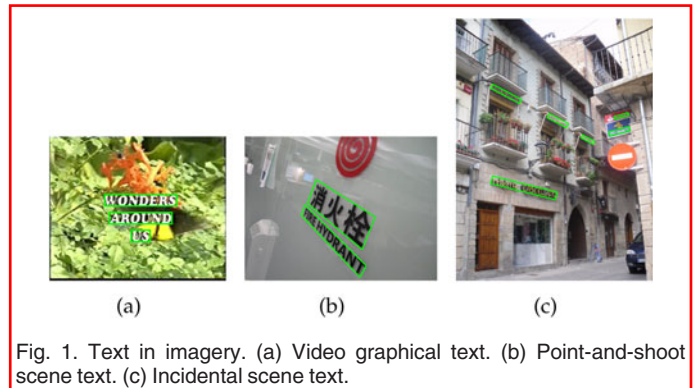 WONDERS
AROUND
US
消火栓
FIRE HYDRANT
(a)
(b)
(c)
Fig. 1. Text in imagery. (a) Video graphical text. (b) Point-and-shoot
scene text. (c) Incidental scene text.